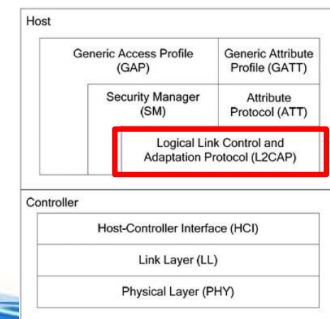 Host
Generic Access Profile
(GAP)
Generic Attribute
Profile (GATT)
Security Manager
(SM)
Attribute
Protocol (ATT)
Logical Link Control and
Adaptation Protocol (L2CAP)
Controller
Host-Controller Interface (HCI)
Link Layer (LL)
Physical Layer (PHY)